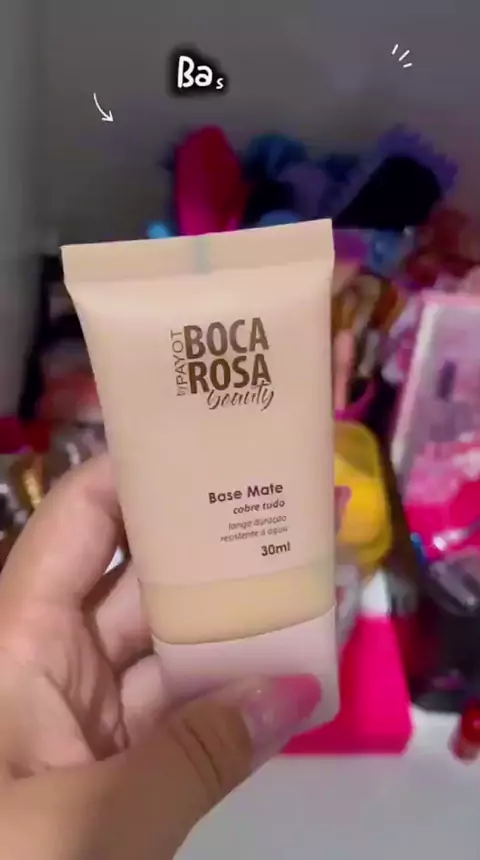 Bas
by PAYOT
BOCA
ROSA
beauty
Base Mate
cobre tudo
longa duração
resistente à água
30ml